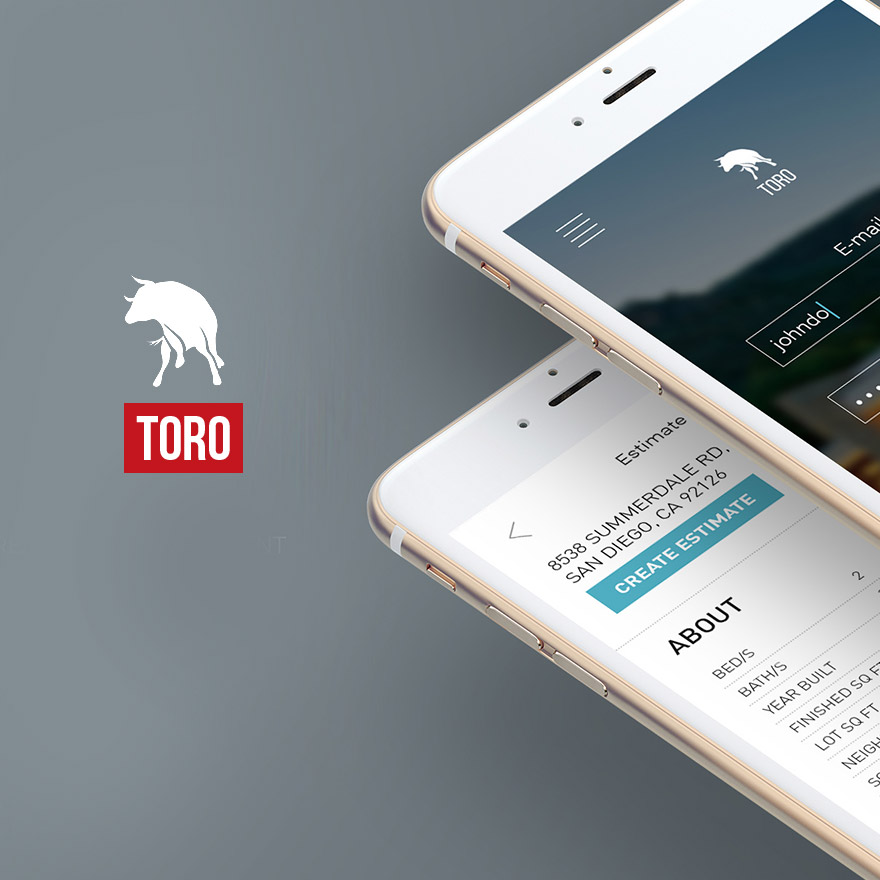 TORO
TORO
E-mail
johndo
Estimate
8538 SUMMERDALE RD,
SAN DIEGO, CA 92126
CREATE ESTIMATE
ABOUT
BED/S 2
BATH/S
YEAR BUILT
FINISHED SQ FT
LOT SQ FT